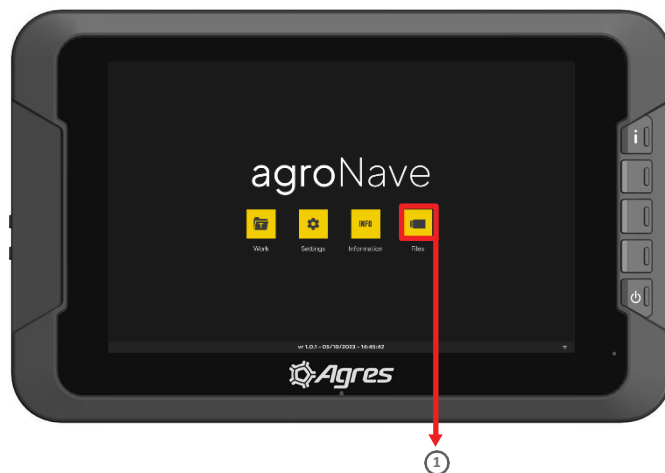 i
agroNave
INFO
Work Settings Information Files
vr 1.0.1 - 05/10/2023 - 16:45:42
Agres
1